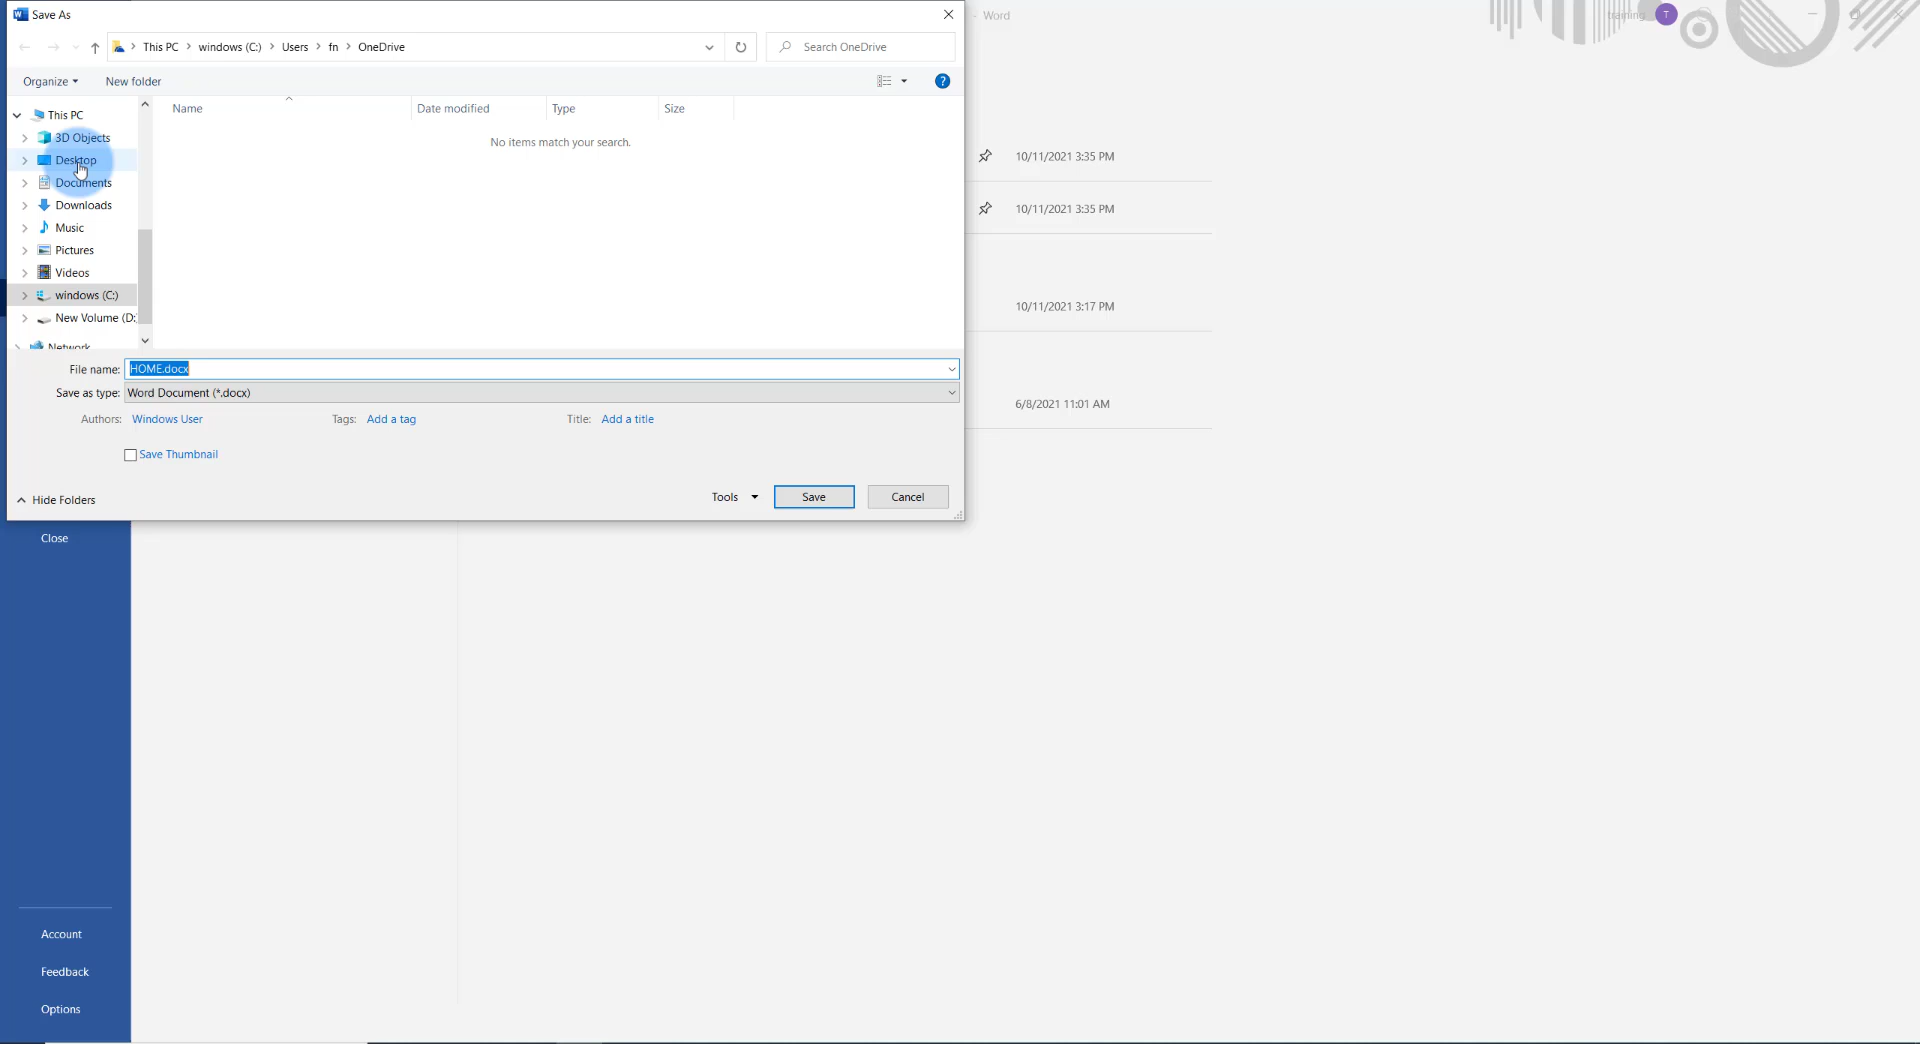 Save As
- Word
training T
This PC windows (C:) Users fn OneDrive
Search OneDrive
Organize New folder
?
This PC
3D Objects
Desktop
Documents
Downloads
Music
Pictures
Videos
windows (C:)
New Volume (D:
Network
Name Date modified Type Size
No items match your search.
10/11/2021 3:35 PM
10/11/2021 3:35 PM
10/11/2021 3:17 PM
6/8/2021 11:01 AM
File name: HOME.docx
Save as type: Word Document (*.docx)
Authors: Windows User Tags: Add a tag Title: Add a title
Save Thumbnail
Hide Folders Tools Save Cancel
Close
Account
Feedback
Options